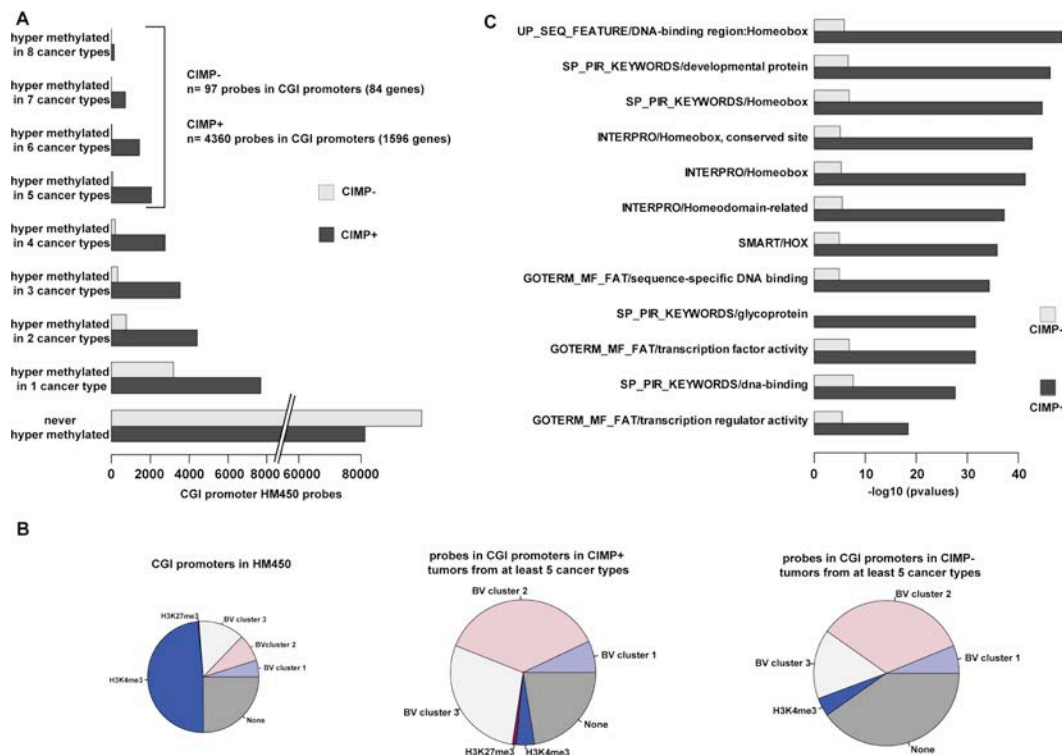 A
hyper methylated
in 8 cancer types
hyper methylated
in 7 cancer types
hyper methylated
in 6 cancer types
hyper methylated
in 5 cancer types
hyper methylated
in 4 cancer types
hyper methylated
in 3 cancer types
hyper methylated
in 2 cancer types
hyper methylated
in 1 cancer type
never
hyper methylated
CIMP-
n= 97 probes in CGI promoters (84 genes)
CIMP+
n= 4360 probes in CGI promoters (1596 genes)
CIMP-
CIMP+
0 2000 4000 6000 8000 60000 80000
CGI promoter HM450 probes
C
UP_SEQ_FEATURE/DNA-binding region:Homeobox
SP_PIR_KEYWORDS/developmental protein
SP_PIR_KEYWORDS/Homeobox
INTERPRO/Homeobox, conserved site
INTERPRO/Homeobox
INTERPRO/Homeodomain-related
SMART/HOX
GOTERM_MF_FAT/sequence-specific DNA binding
SP_PIR_KEYWORDS/glycoprotein
GOTERM_MF_FAT/transcription factor activity
SP_PIR_KEYWORDS/dna-binding
GOTERM_MF_FAT/transcription regulator activity
CIMP-
CIMP+
0 10 20 30 40
-log10 (pvalues)
B
CGI promoters in HM450
H3K27me3
BV cluster 3
BVcluster 2
BV cluster 1
H3K4me3
None
probes in CGI promoters in CIMP+
tumors from at least 5 cancer types
BV cluster 2
BV cluster 1
BV cluster 3
None
H3K27me3
H3K4me3
probes in CGI promoters in CIMP-
tumors from at least 5 cancer types
BV cluster 2
BV cluster 3
BV cluster 1
H3K4me3
None